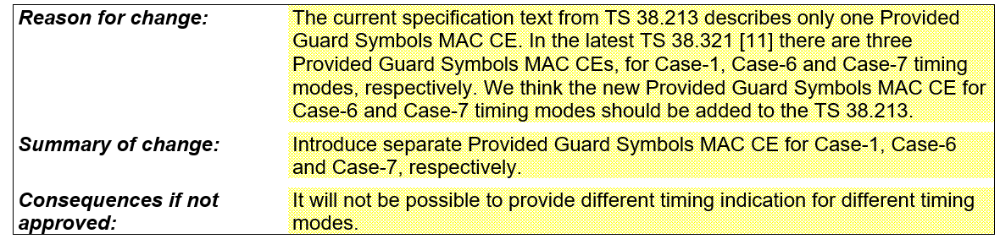 Reason for change:
The current specification text from TS 38.213 describes only one Provided
Guard Symbols MAC CE. In the latest TS 38.321 [11] there are three
Provided Guard Symbols MAC CEs, for Case-1, Case-6 and Case-7 timing
modes, respectively. We think the new Provided Guard Symbols MAC CE for
Case-6 and Case-7 timing modes should be added to the TS 38.213.
Summary of change:
Introduce separate Provided Guard Symbols MAC CE for Case-1, Case-6
and Case-7, respectively.
Consequences if not
approved:
It will not be possible to provide different timing indication for different timing
modes.